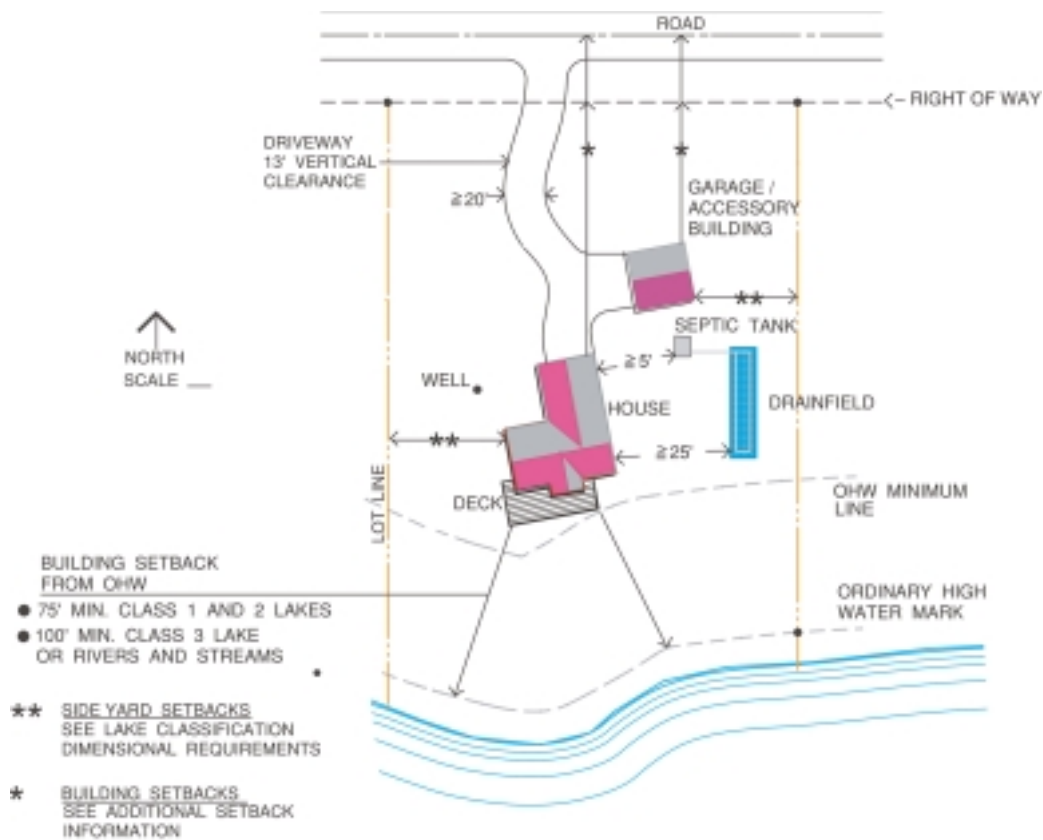 ROAD
<- RIGHT OF WAY
DRIVEWAY
13' VERTICAL
CLEARANCE
≧20'
*
*
GARAGE /
ACCESSORY
BUILDING
**
SEPTIC TANK
NORTH
SCALE __
≧5'
WELL
HOUSE
DRAINFIELD
**
≧25'
LOT/LINE
DECK
OHW MINIMUM
LINE
BUILDING SETBACK
FROM OHW
● 75' MIN. CLASS 1 AND 2 LAKES
● 100' MIN. CLASS 3 LAKE
OR RIVERS AND STREAMS
ORDINARY HIGH
WATER MARK
** SIDE YARD SETBACKS
SEE LAKE CLASSIFICATION
DIMENSIONAL REQUIREMENTS
* BUILDING SETBACKS
SEE ADDITIONAL SETBACK
INFORMATION